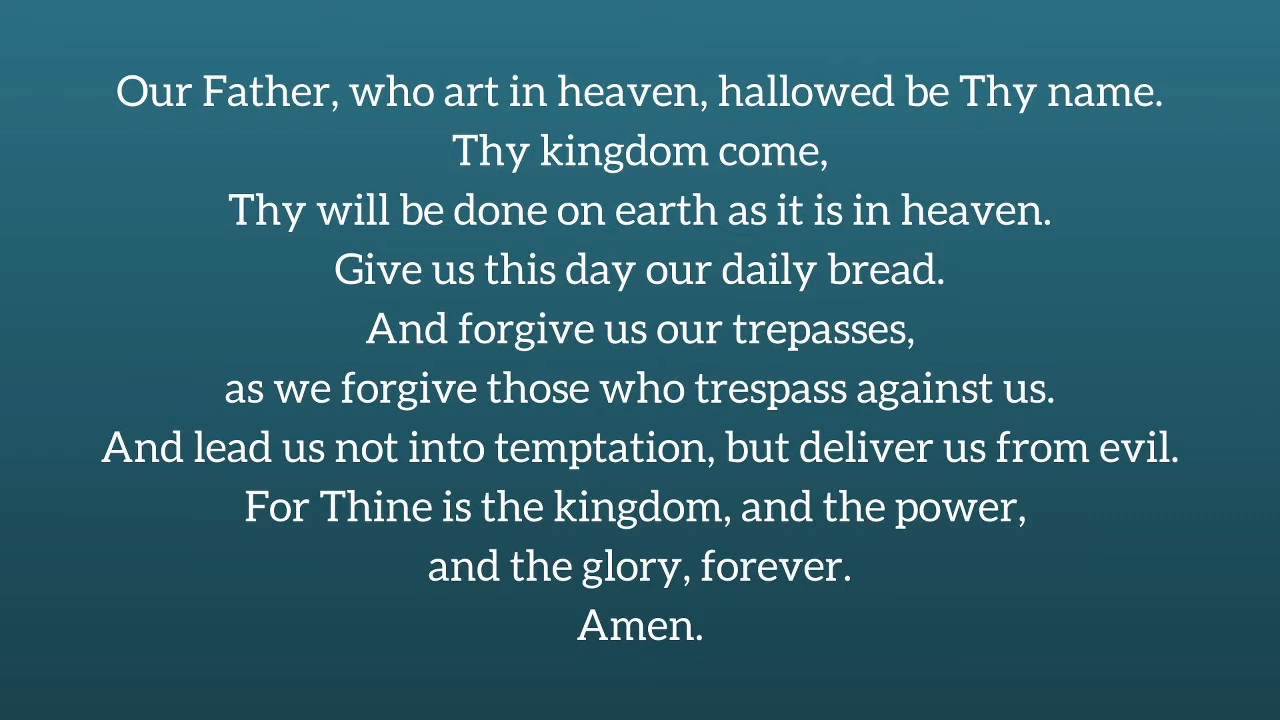 Our Father, who art in heaven, hallowed be Thy name.
Thy kingdom come,
Thy will be done on earth as it is in heaven.
Give us this day our daily bread.
And forgive us our trepasses,
as we forgive those who trespass against us.
And lead us not into temptation, but deliver us from evil.
For Thine is the kingdom, and the power,
and the glory, forever.
Amen.